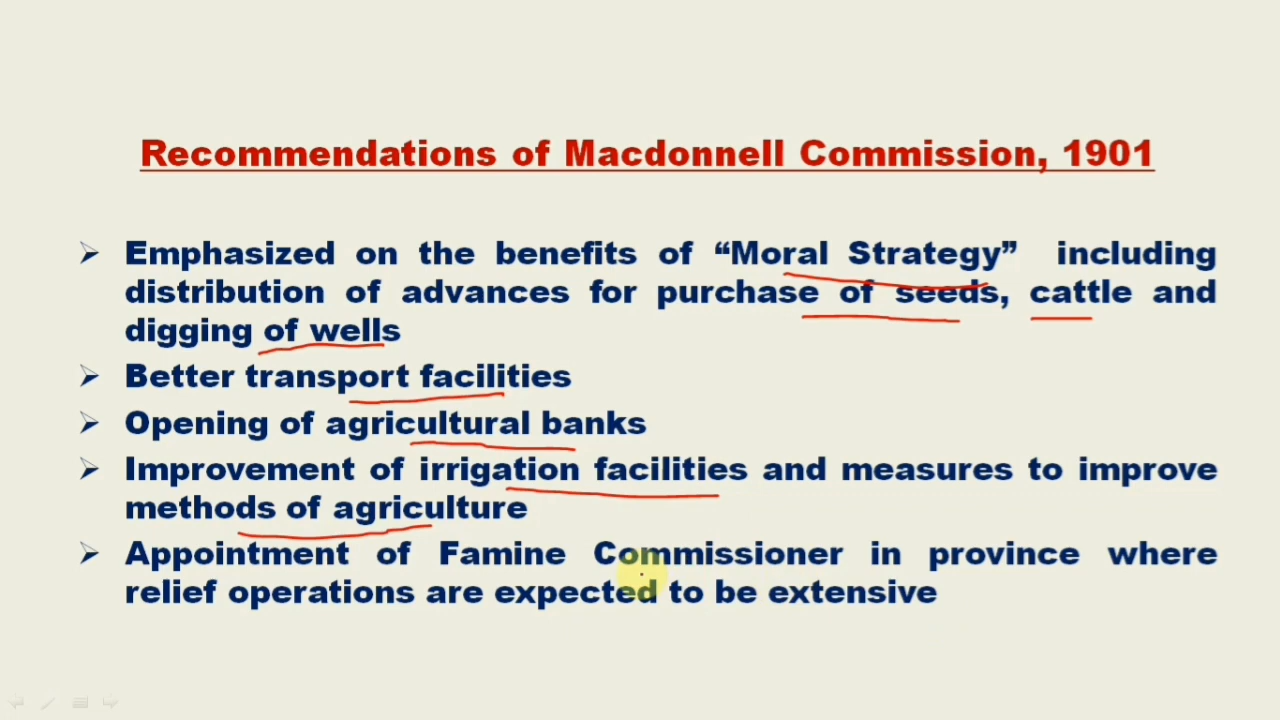 Recommendations of Macdonnell Commission, 1901
Emphasized on the benefits of “Moral Strategy” including
distribution of advances for purchase of seeds, cattle and
digging of wells
Better transport facilities
Opening of agricultural banks
Improvement of irrigation facilities and measures to improve
methods of agriculture
Appointment of Famine Commissioner in province where
relief operations are expected to be extensive